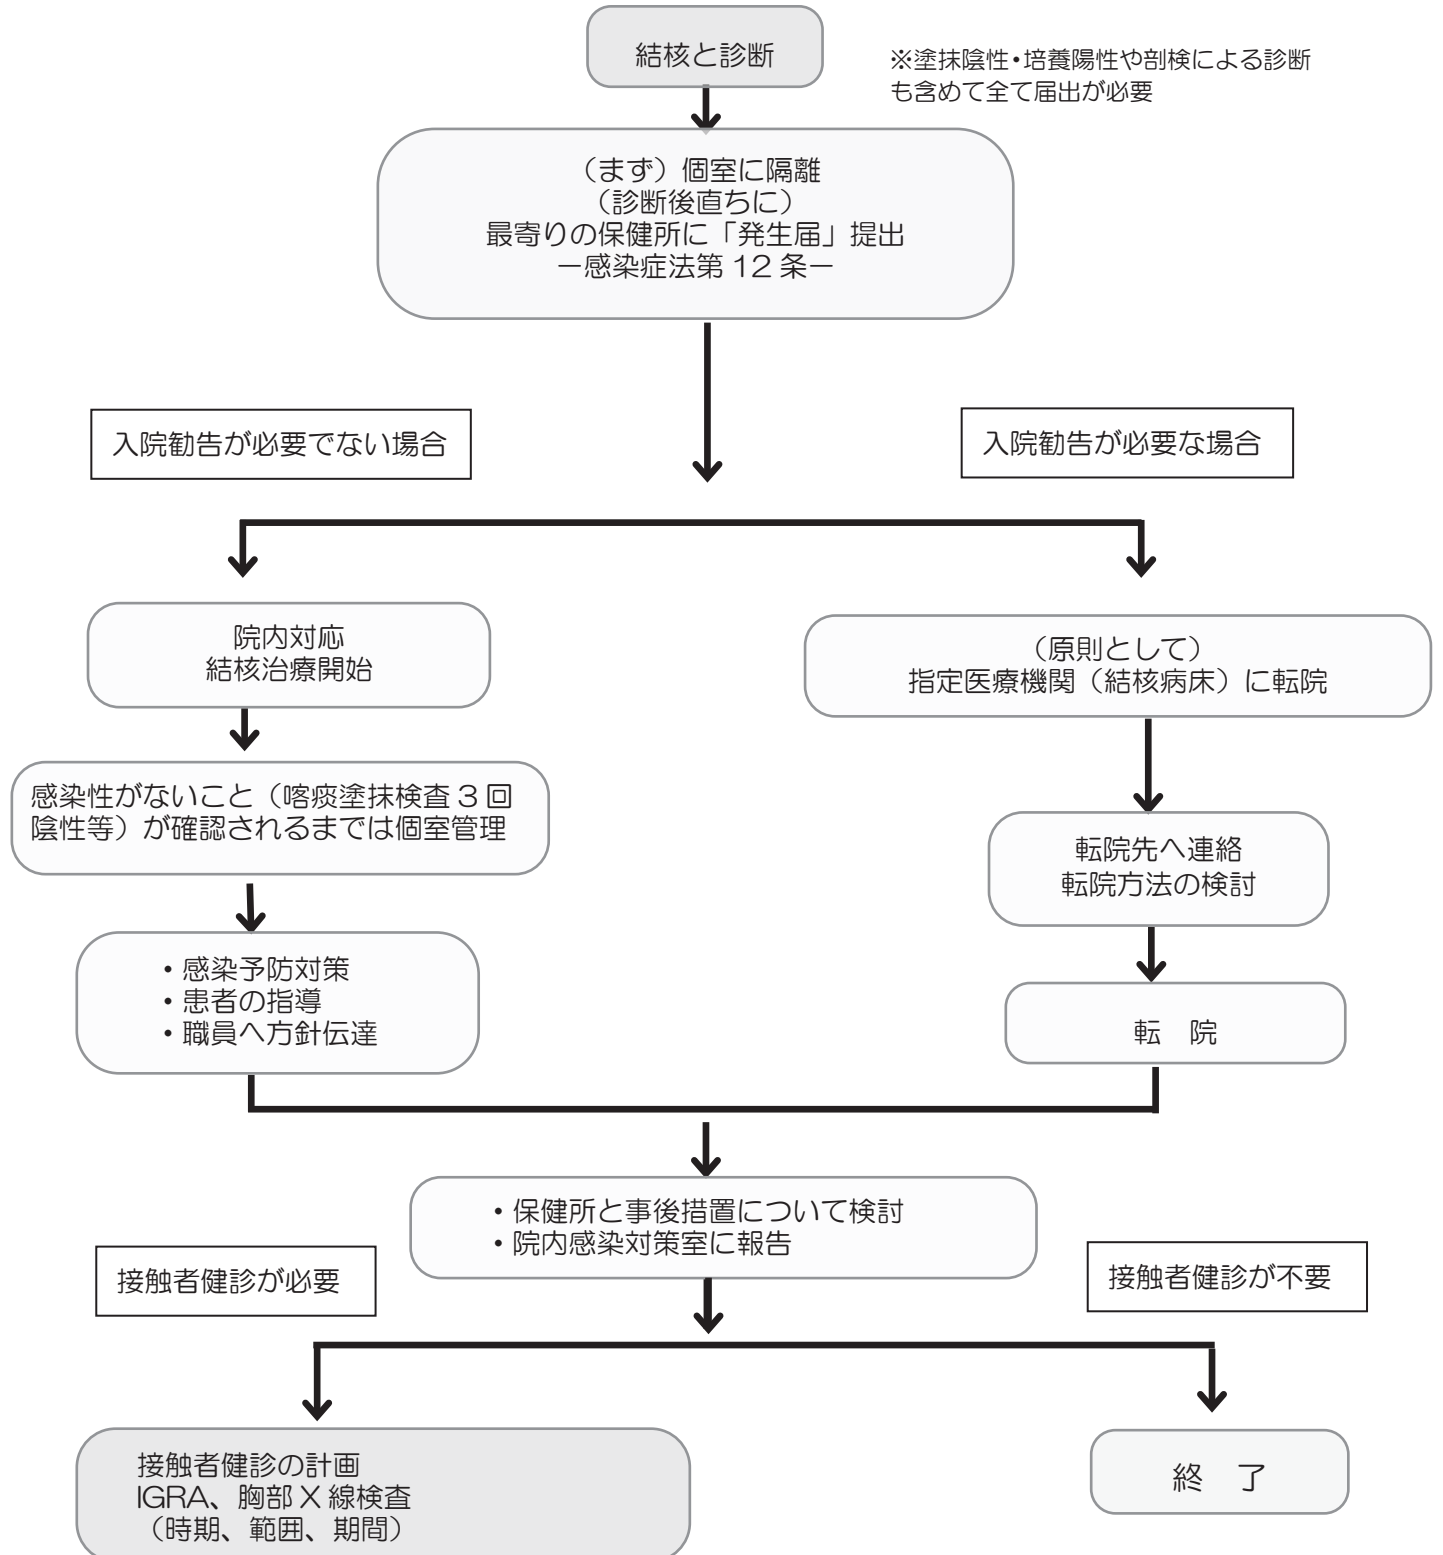 結核と診断
※塗抹陰性・培養陽性や剖検による診断
も含めて全て届出が必要
（まず）個室に隔離
（診断後直ちに）
最寄りの保健所に「発生届」提出
－感染症法第 12 条－
入院勧告が必要でない場合
入院勧告が必要な場合
院内対応
結核治療開始
（原則として）
指定医療機関（結核病床）に転院
感染性がないこと（喀痰塗抹検査 3 回
陰性等）が確認されるまでは個室管理
転院先へ連絡
転院方法の検討
・感染予防対策
・患者の指導
・職員へ方針伝達
転　院
・保健所と事後措置について検討
・院内感染対策室に報告
接触者健診が必要
接触者健診が不要
接触者健診の計画
IGRA、胸部 X 線検査
（時期、範囲、期間）
終　了